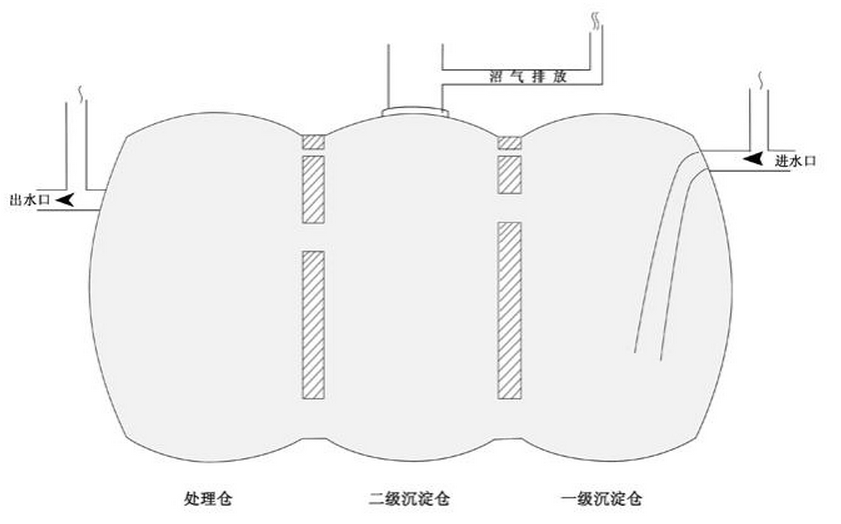 沼气排放
进水口
出水口
处理仓
二级沉淀仓
一级沉淀仓